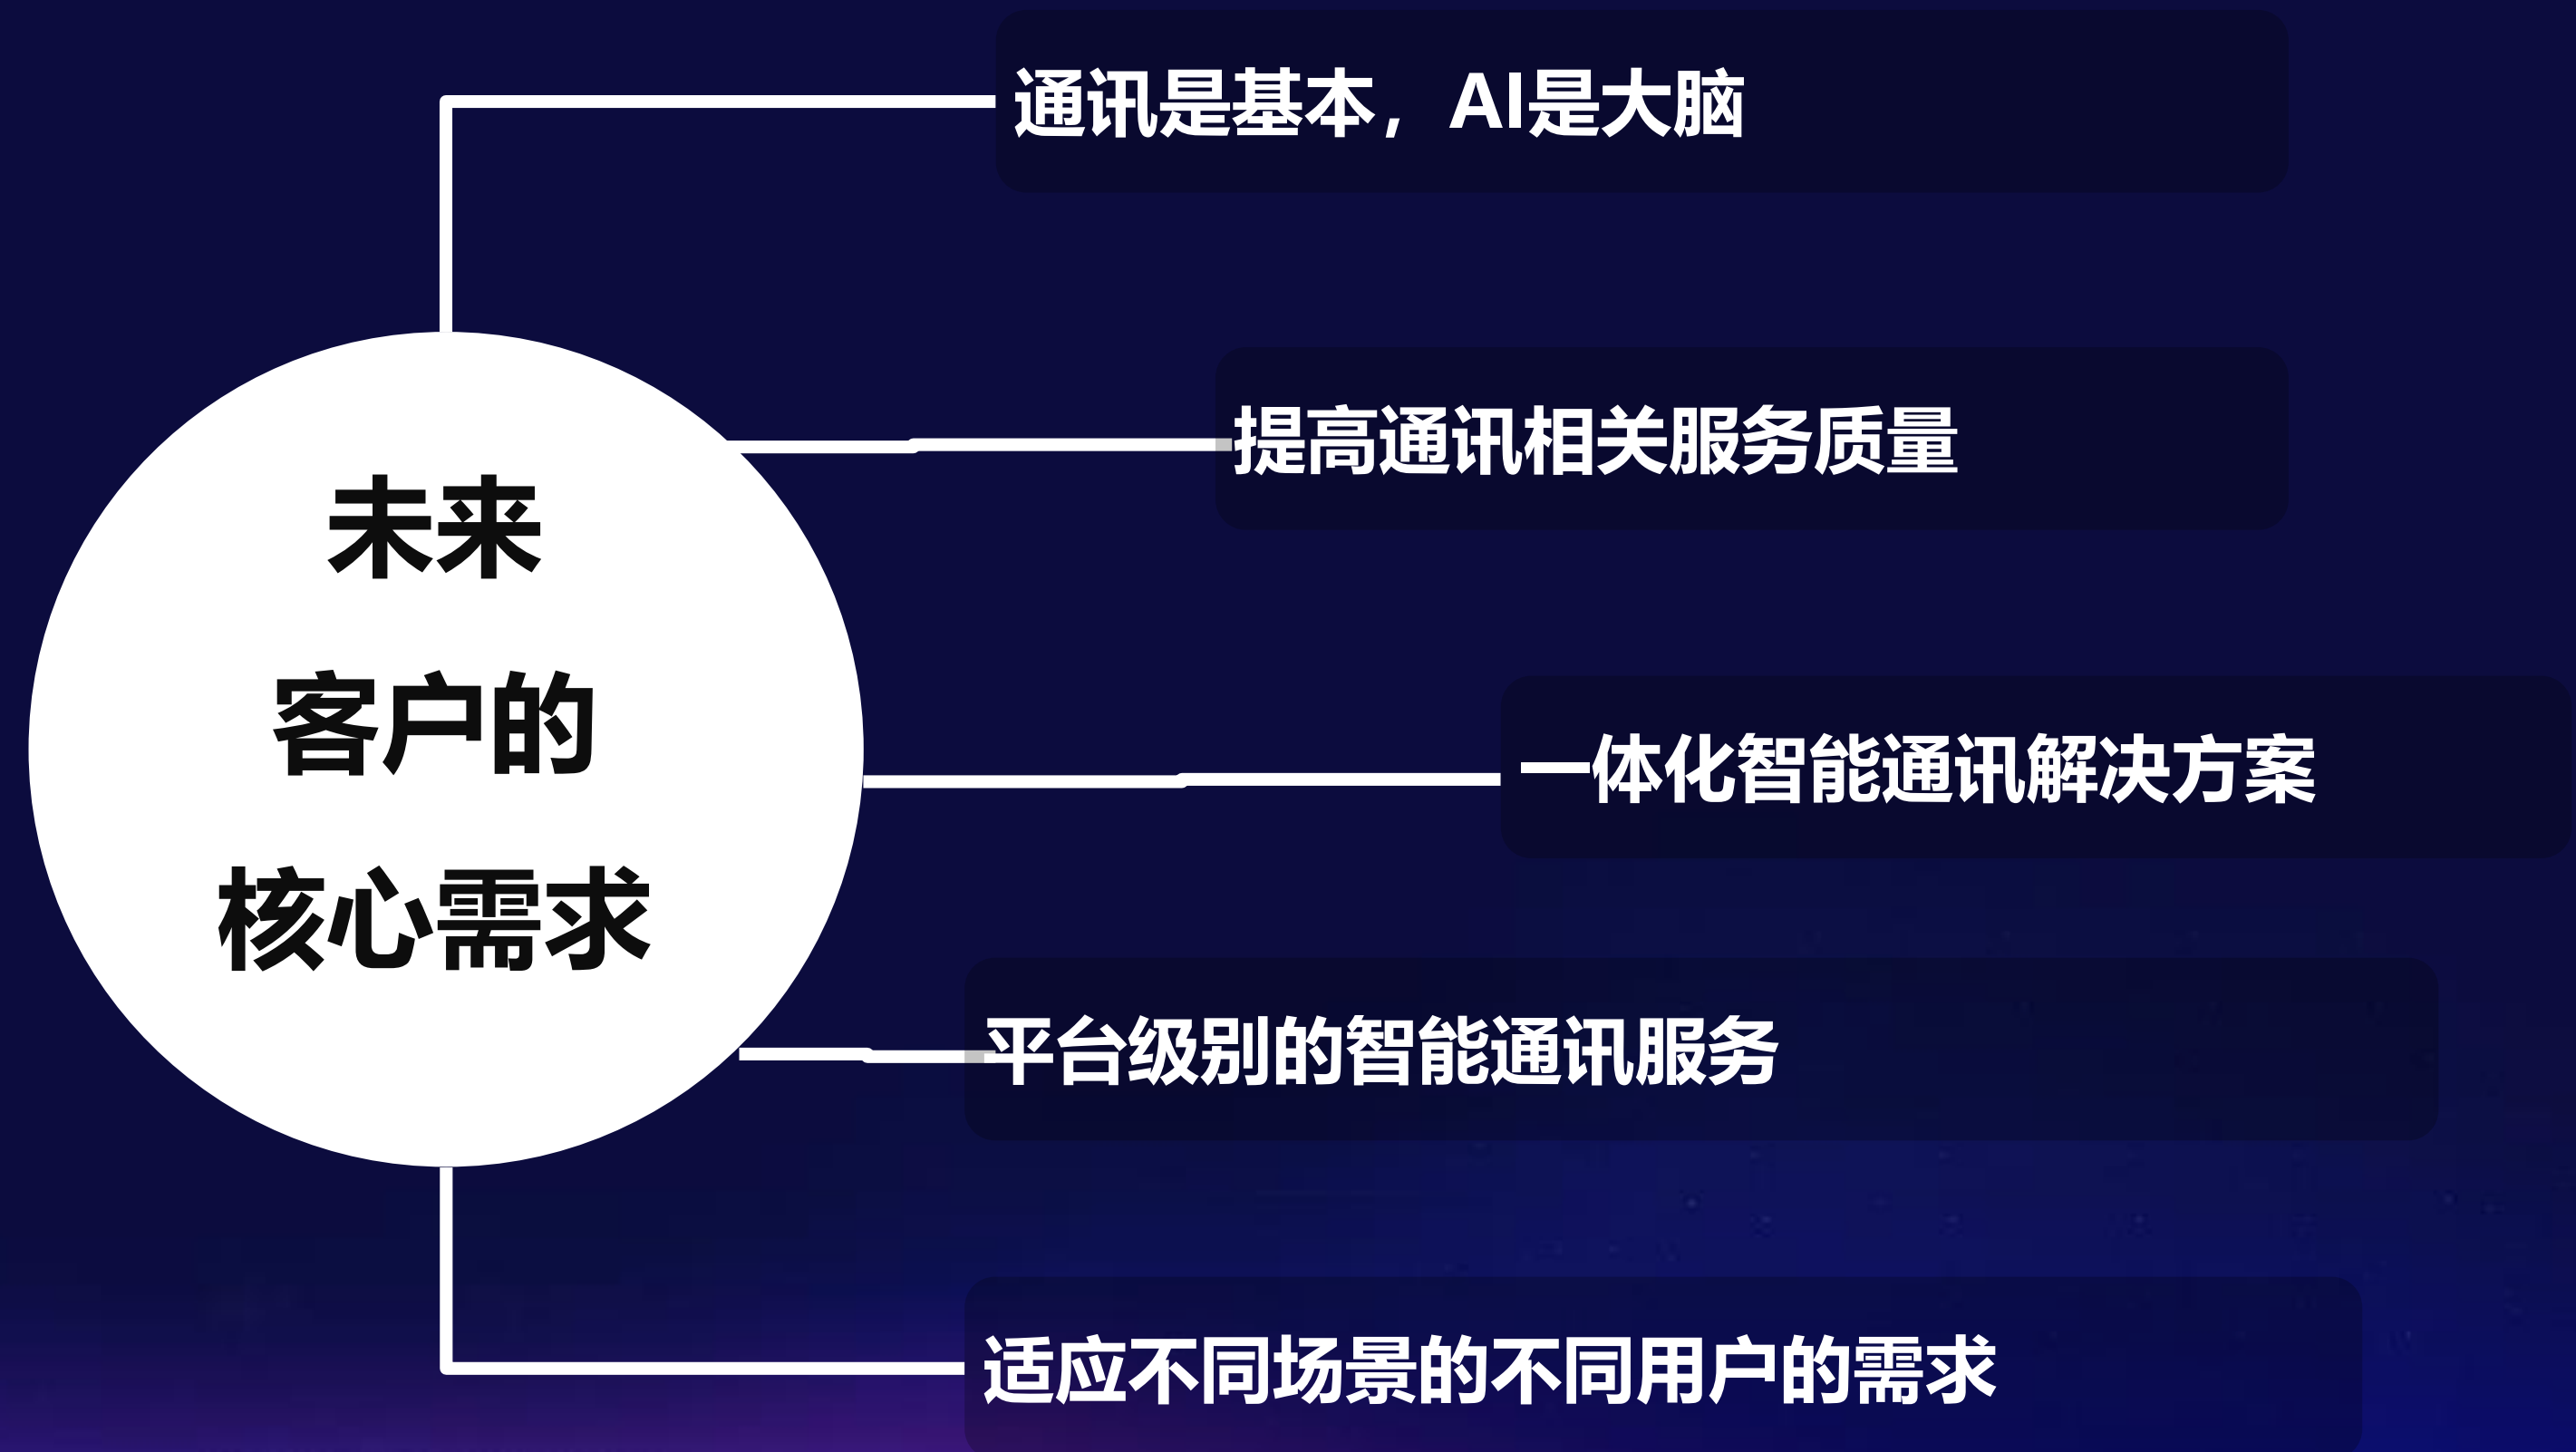 未来
客户的
核心需求
通讯是基本，AI是大脑
提高通讯相关服务质量
一体化智能通讯解决方案
平台级别的智能通讯服务
适应不同场景的不同用户的需求